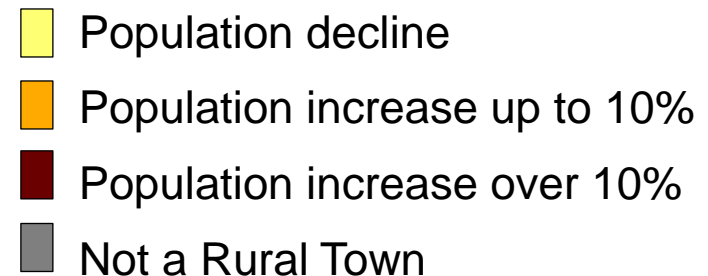 Population decline
Population increase up to 10%
Population increase over 10%
Not a Rural Town